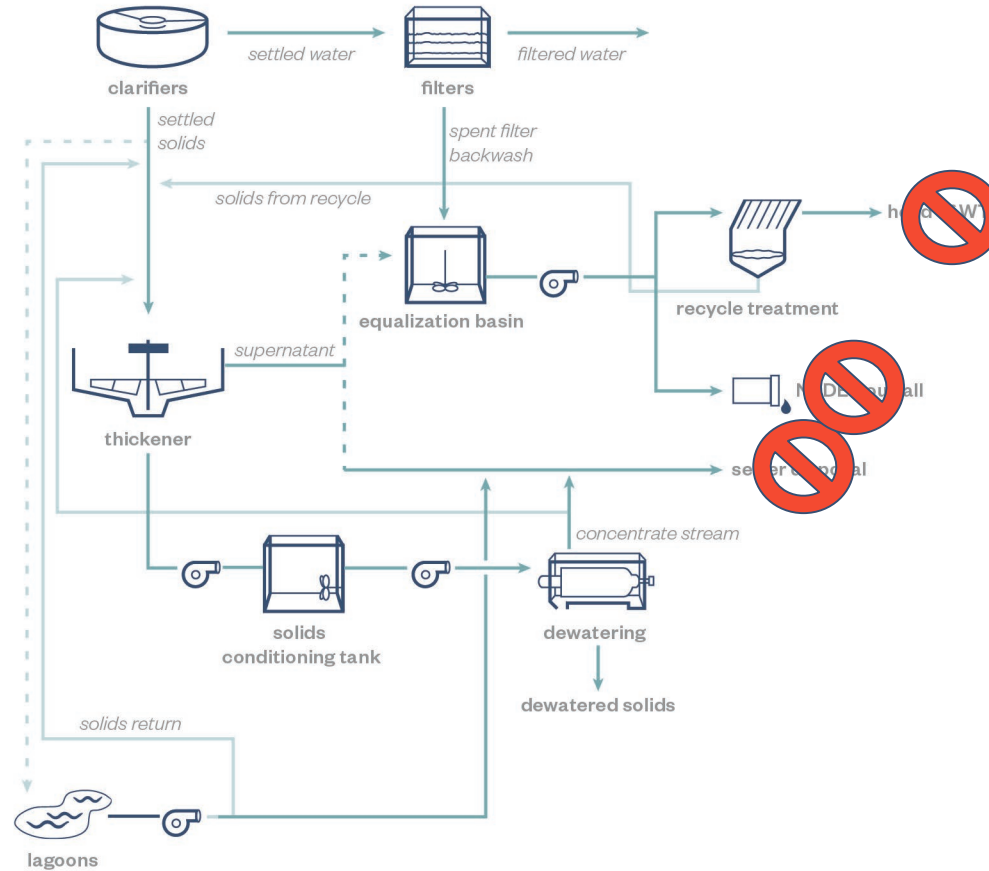 settled water
filtered water
clarifiers
filters
settled
solids
spent filter
backwash
solids from recycle
equalization basin
recycle treatment
supernatant
thickener
concentrate stream
solids
conditioning tank
dewatering
dewatered solids
solids return
lagoons